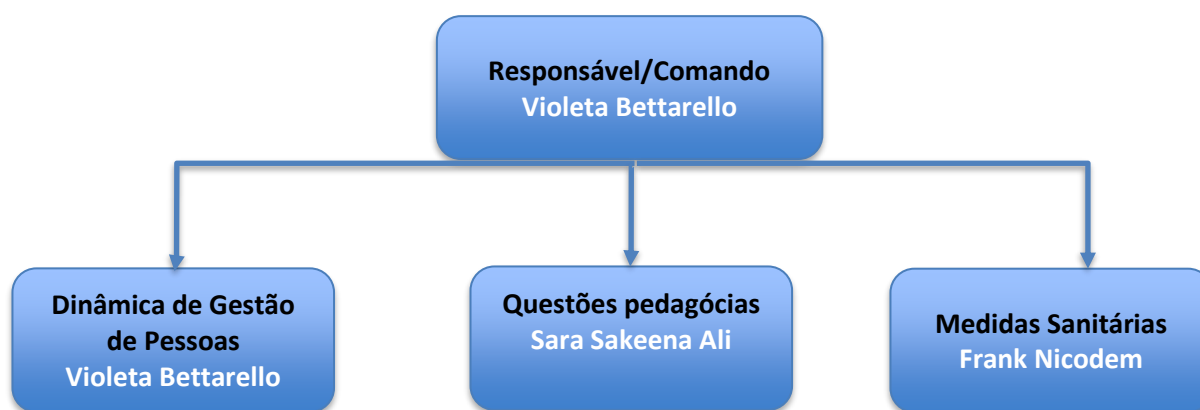 Responsável/Comando
Violeta Bettarello
Dinâmica de Gestão
de Pessoas
Violeta Bettarello
Questões pedagócias
Sara Sakeena Ali
Medidas Sanitárias
Frank Nicodem